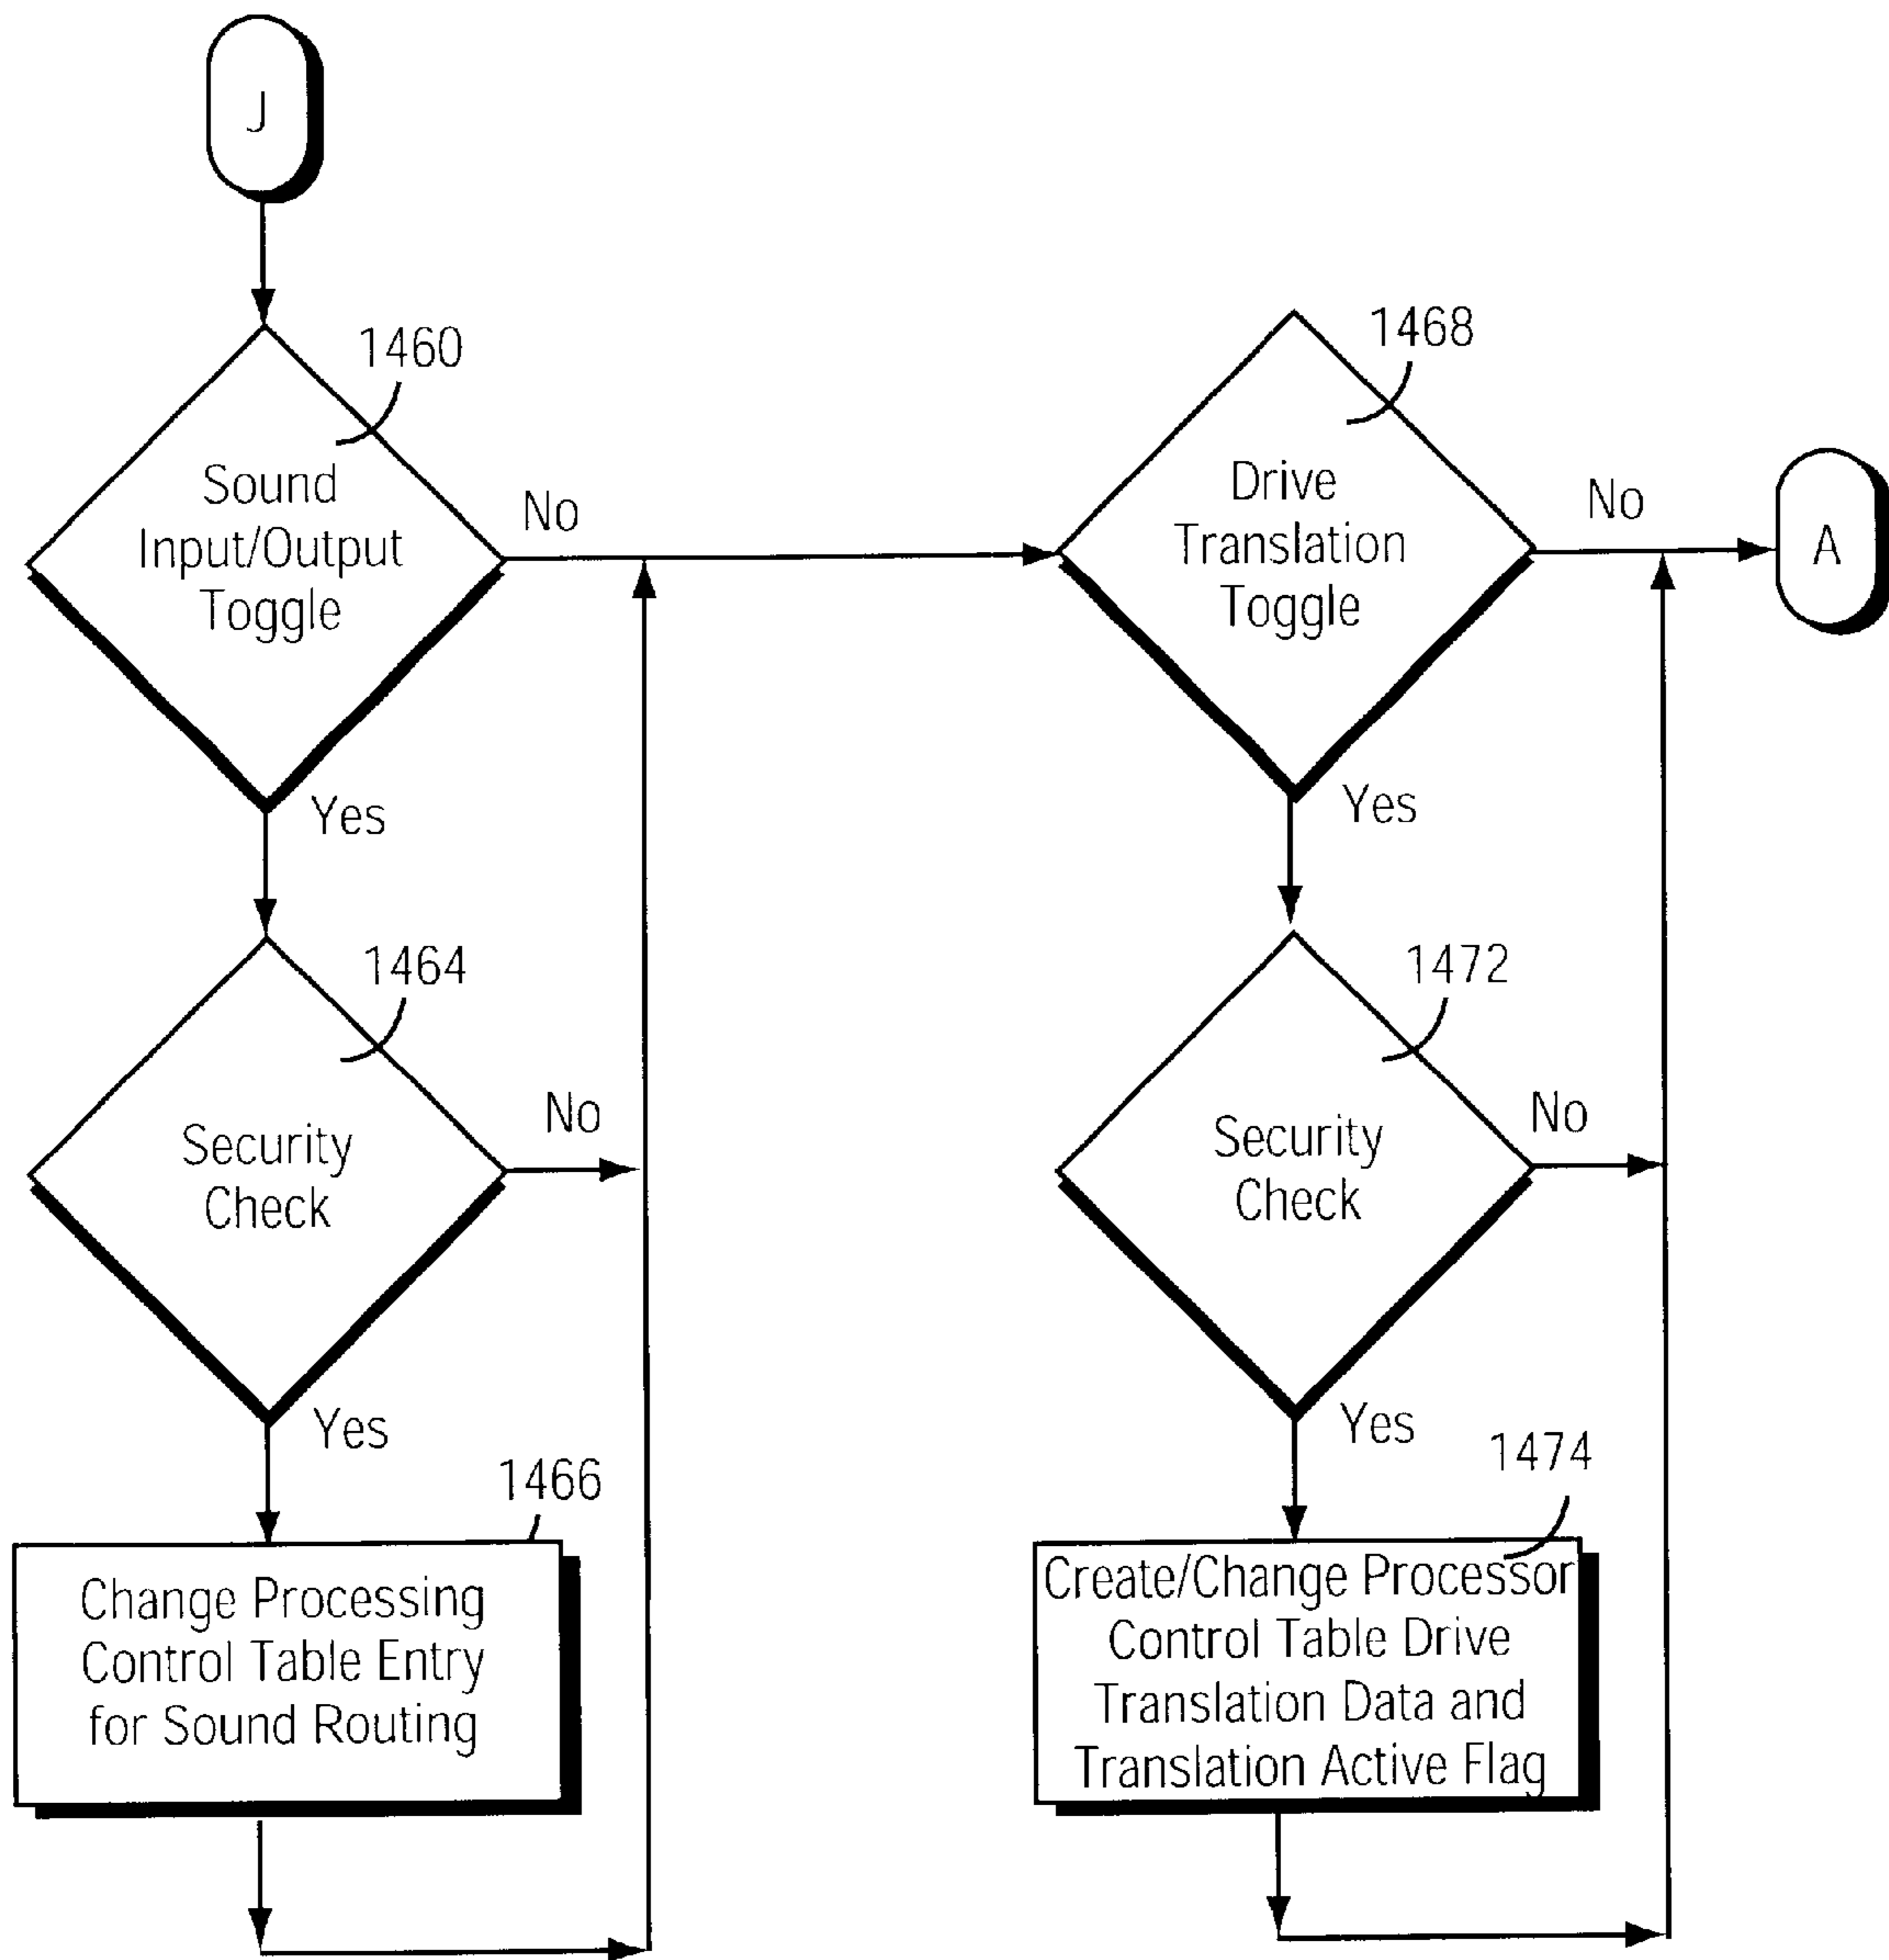 J
1460
Sound
Input/Output
Toggle
No
Yes
1464
Security
Check
No
Yes
1466
Change Processing
Control Table Entry
for Sound Routing
1468
Drive
Translation
Toggle
No
A
Yes
1472
Security
Check
No
Yes
1474
Create/Change Processor
Control Table Drive
Translation Data and
Translation Active Flag